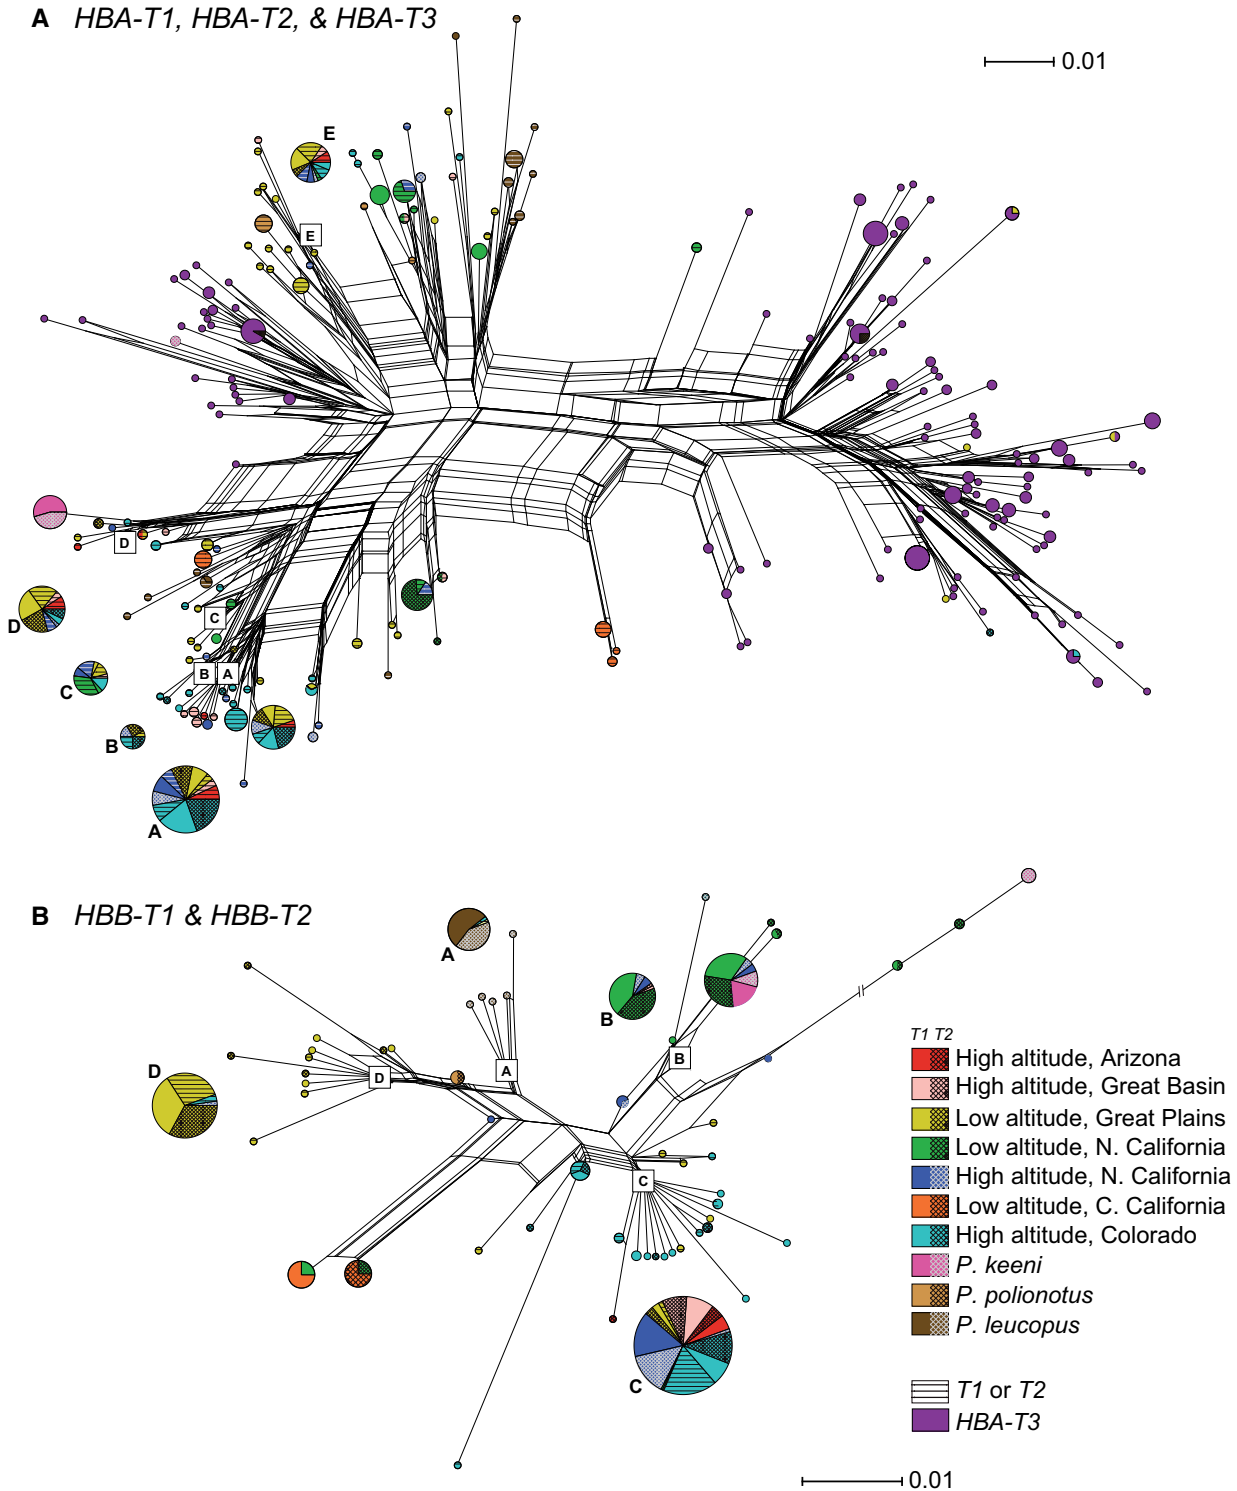 A HBA-T1, HBA-T2, & HBA-T3
0.01
E
E
D
D
C
C
B A
B
A
B HBB-T1 & HBB-T2
A
B
B
A
D
D
C
C
T1 T2
High altitude, Arizona
High altitude, Great Basin
Low altitude, Great Plains
Low altitude, N. California
High altitude, N. California
Low altitude, C. California
High altitude, Colorado
P. keeni
P. polionotus
P. leucopus
T1 or T2
HBA-T3
0.01